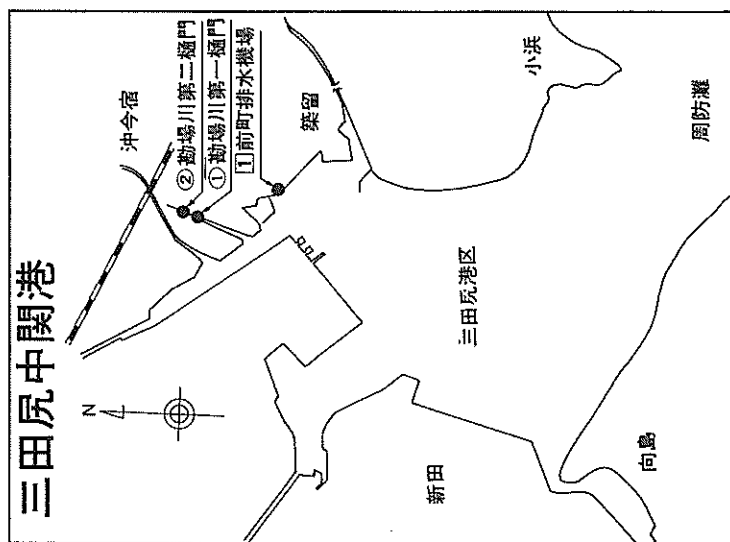 三田尻中関港
N
沖今宿
②勘場川第二樋門
①勘場川第一樋門
1前町排水機場
築留
小浜
三田尻港区
周防灘
新田
向島